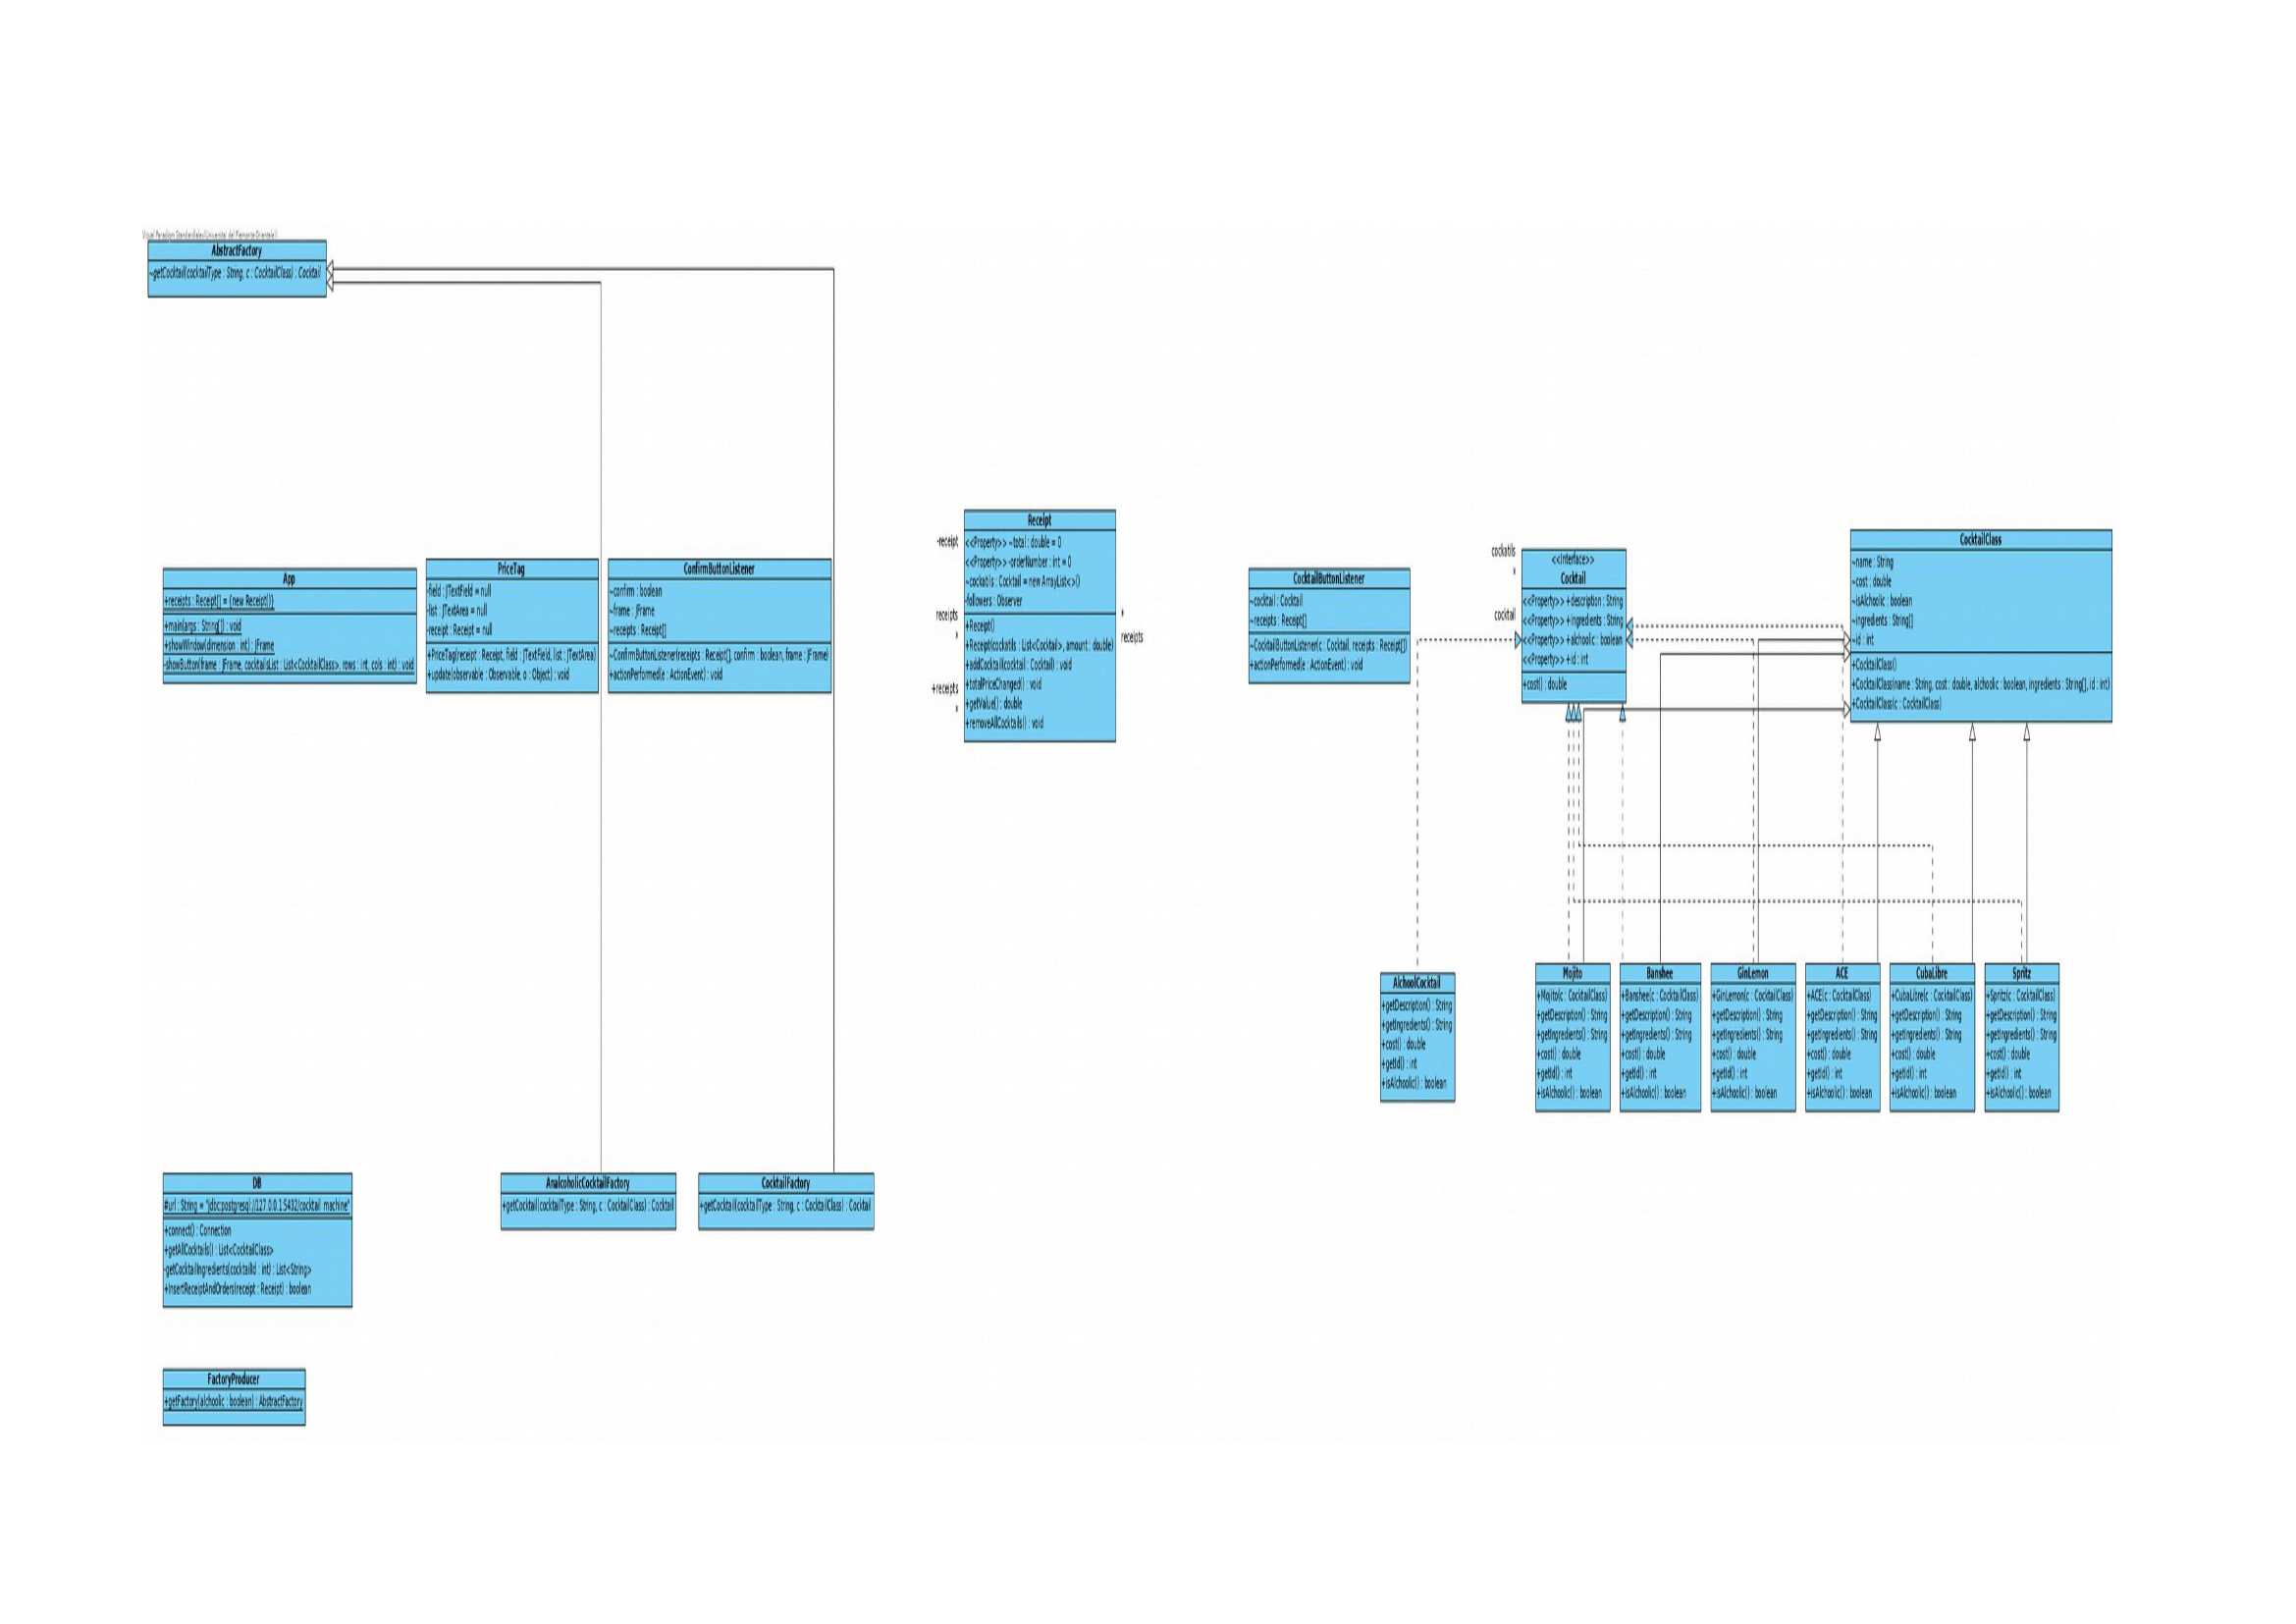 Visual Paradigm Standard(alex(Universita' del Piemonte Orientale))
AbstractFactory
~getCocktail(cocktailType : String, c : CocktailClass) : Cocktail
App
+receipts : Receipt[] = {new Receipt()}
+main(args : String[]) : void
+showWindow(dimension : int) : JFrame
-showButton(frame : JFrame, cocktailsList : List<CocktailClass>, rows : int, cols : int) : void
PriceTag
-field : JTextField = null
-list : JTextArea = null
-receipt : Receipt = null
+PriceTag(receipt : Receipt, field : JTextField, list : JTextArea)
+update(observable : Observable, o : Object) : void
ConfirmButtonListener
~confirm : boolean
~frame : JFrame
~receipts : Receipt[]
~ConfirmButtonListener(receipts : Receipt[], confirm : boolean, frame : JFrame)
+actionPerformed(e : ActionEvent) : void
-receipt
receipts
*
+receipts
*
Receipt
<<Property>> ~total : double = 0
<<Property>> -orderNumber : int = 0
~cockatils : Cocktail = new ArrayList<>()
-followers : Observer
+Receipt()
+Receipt(cockatils : List<Cocktail>, amount : double)
+addCocktail(cocktail : Cocktail) : void
+totalPriceChanged() : void
+getValue() : double
+removeAllCocktails() : void
*
receipts
CocktailButtonListener
~cocktail : Cocktail
~receipts : Receipt[]
~CocktailButtonListener(c : Cocktail, receipts : Receipt[])
+actionPerformed(e : ActionEvent) : void
cockatils
*
cocktail
<<Interface>>
Cocktail
<<Property>> +description : String
<<Property>> +ingredients : String
<<Property>> +alchoolic : boolean
<<Property>> +id : int
+cost() : double
CocktailClass
~name : String
~cost : double
~isAlchoolic : boolean
~ingredients : String[]
~id : int
+CocktailClass()
+CocktailClass(name : String, cost : double, alchoolic : boolean, ingredients : String[], id : int)
+CocktailClass(c : CocktailClass)
AlchoolCocktail
+getDescription() : String
+getIngredients() : String
+cost() : double
+getId() : int
+isAlchoolic() : boolean
Mojito
+Mojito(c : CocktailClass)
+getDescription() : String
+getIngredients() : String
+cost() : double
+getId() : int
+isAlchoolic() : boolean
Banshee
+Banshee(c : CocktailClass)
+getDescription() : String
+getIngredients() : String
+cost() : double
+getId() : int
+isAlchoolic() : boolean
GinLemon
+GinLemon(c : CocktailClass)
+getDescription() : String
+getIngredients() : String
+cost() : double
+getId() : int
+isAlchoolic() : boolean
ACE
+ACE(c : CocktailClass)
+getDescription() : String
+getIngredients() : String
+cost() : double
+getId() : int
+isAlchoolic() : boolean
CubaLibre
+CubaLibre(c : CocktailClass)
+getDescription() : String
+getIngredients() : String
+cost() : double
+getId() : int
+isAlchoolic() : boolean
Spritz
+Spritz(c : CocktailClass)
+getDescription() : String
+getIngredients() : String
+cost() : double
+getId() : int
+isAlchoolic() : boolean
DB
#url : String = "jdbc:postgresql://127.0.0.1:5432/cocktail_machine"
+connect() : Connection
+getAllCocktails() : List<CocktailClass>
-getCocktailIngredients(cocktailId : int) : List<String>
+InsertReceiptAndOrders(receipt : Receipt) : boolean
AnalcoholicCocktailFactory
+getCocktail(cocktailType : String, c : CocktailClass) : Cocktail
CocktailFactory
+getCocktail(cocktailType : String, c : CocktailClass) : Cocktail
FactoryProducer
+getFactory(alchoolic : boolean) : AbstractFactory